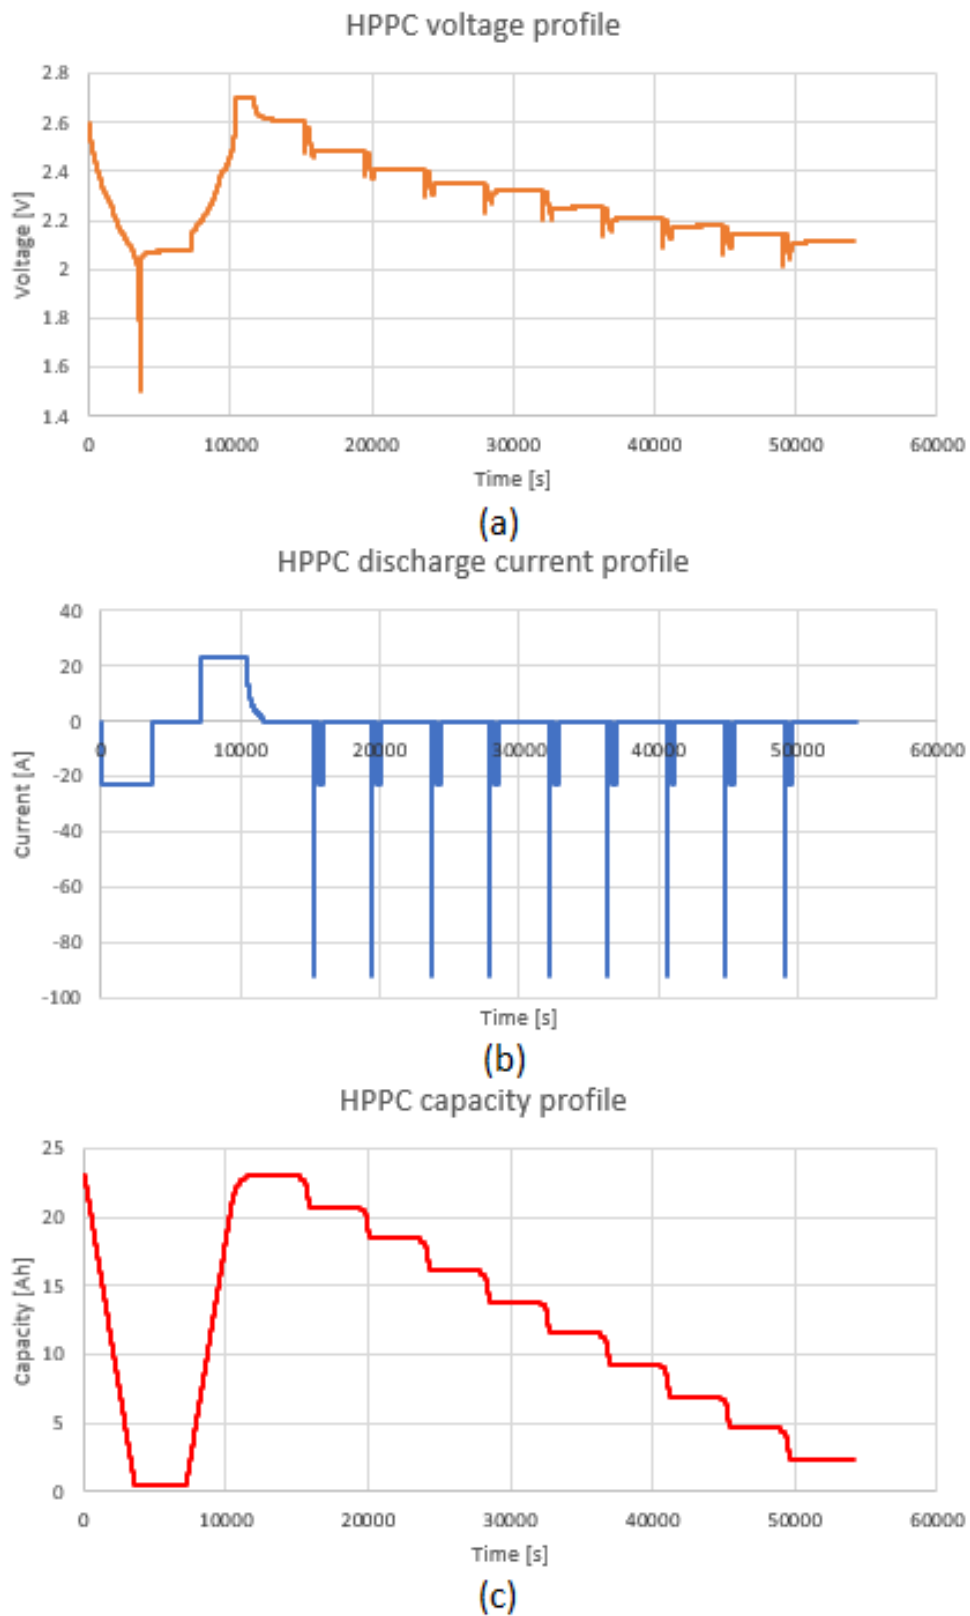 HPPC voltage profile
2.8
2.6
2.4
2.2
2
1.8
1.6
1.4
Voltage [V]
0 10000 20000 30000 40000 50000 60000
Time [s]
(a)
HPPC discharge current profile
40
20
0
-20
-40
-60
-80
-100
Current [A]
0 10000 20000 30000 40000 50000 60000
Time [s]
(b)
HPPC capacity profile
25
20
15
10
5
0
Capacity [Ah]
0 10000 20000 30000 40000 50000 60000
Time [s]
(c)